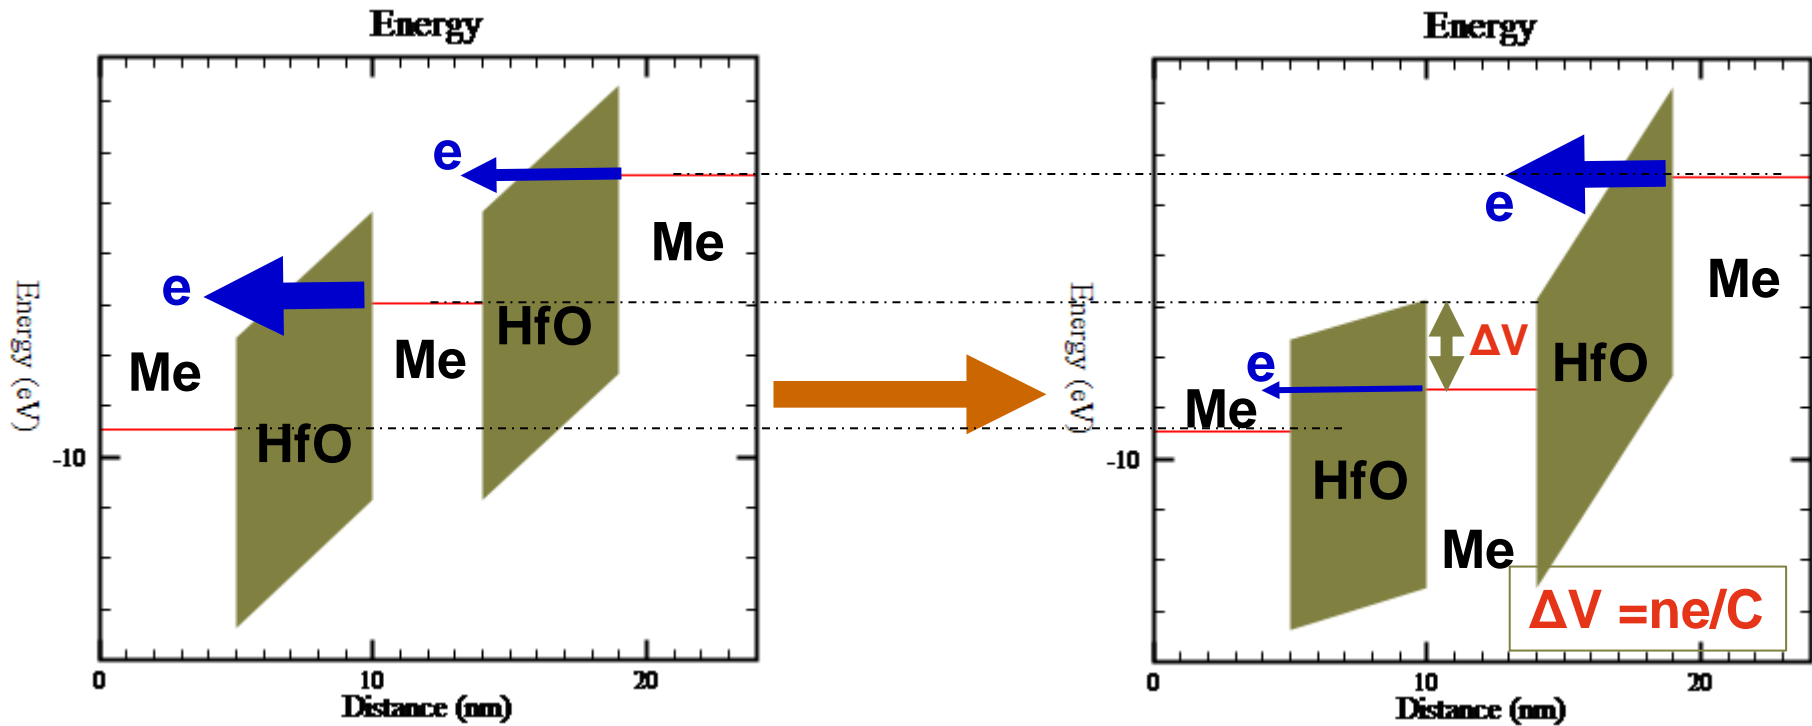 Energy
e
e
Me
HfO
Me
Me
HfO
Energy (eV)
-10
0
10
20
Distance (nm)
Energy
e
Me
ΔV
HfO
e
Me
HfO
Me
ΔV =ne/C
Energy (eV)
-10
0
10
20
Distance (nm)